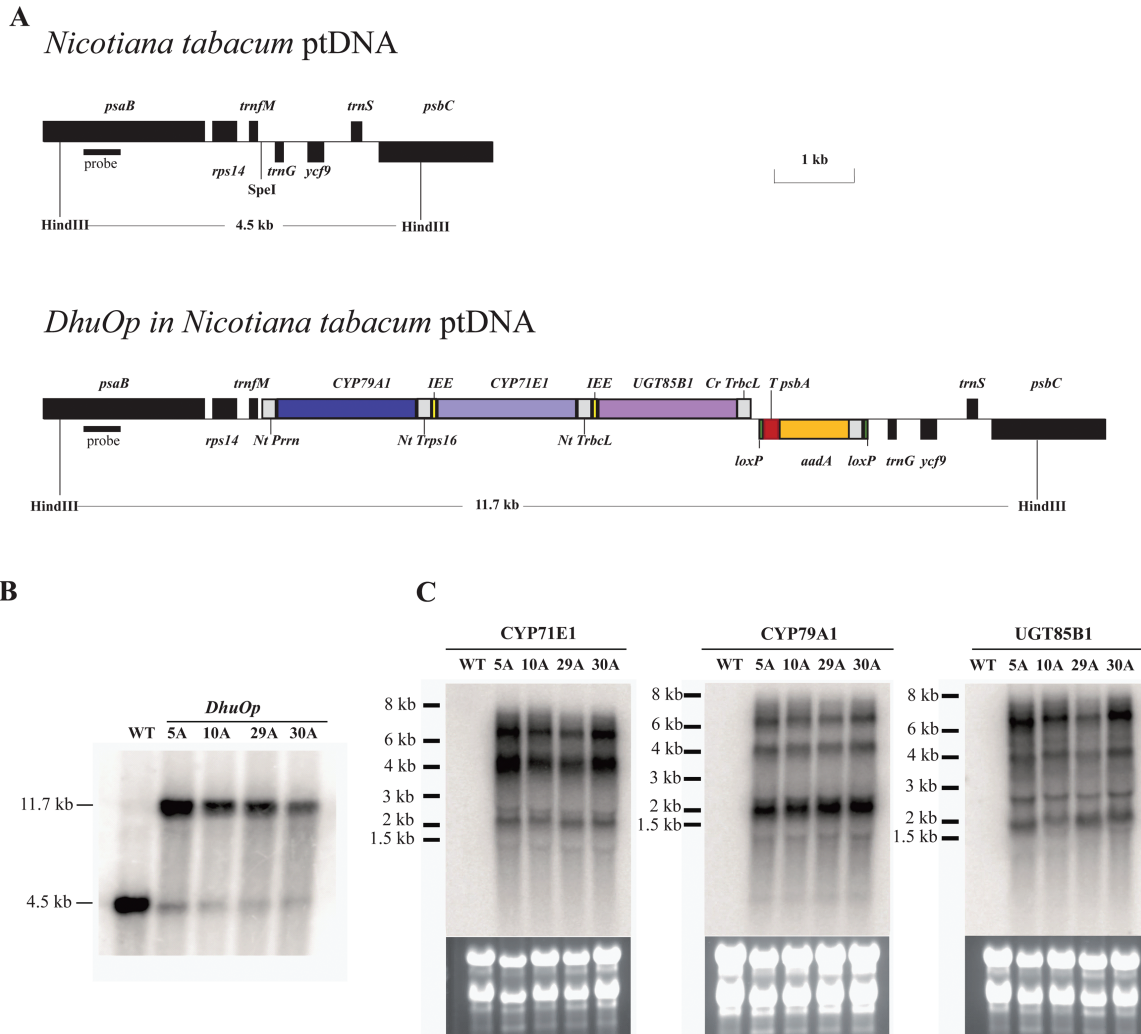 A
Nicotiana tabacum ptDNA
psaB trnfM trnS psbC
probe
rps14 trnG ycf9
SpeI
HindIII 4.5 kb HindIII
1 kb
DhuOp in Nicotiana tabacum ptDNA
psaB trnfM CYP79A1 IEE CYP71E1 IEE UGT85B1 Cr TrbcL T psbA trnS psbC
probe rps14 Nt Prrn Nt Trps16 Nt TrbcL
loxP aadA loxP trnG ycf9
HindIII 11.7 kb HindIII
B
DhuOp
WT 5A 10A 29A 30A
11.7 kb
4.5 kb
C
CYP71E1
WT 5A 10A 29A 30A
8 kb
6 kb
4 kb
3 kb
2 kb
1.5 kb
CYP79A1
WT 5A 10A 29A 30A
8 kb
6 kb
4 kb
3 kb
2 kb
1.5 kb
UGT85B1
WT 5A 10A 29A 30A
8 kb
6 kb
4 kb
3 kb
2 kb
1.5 kb